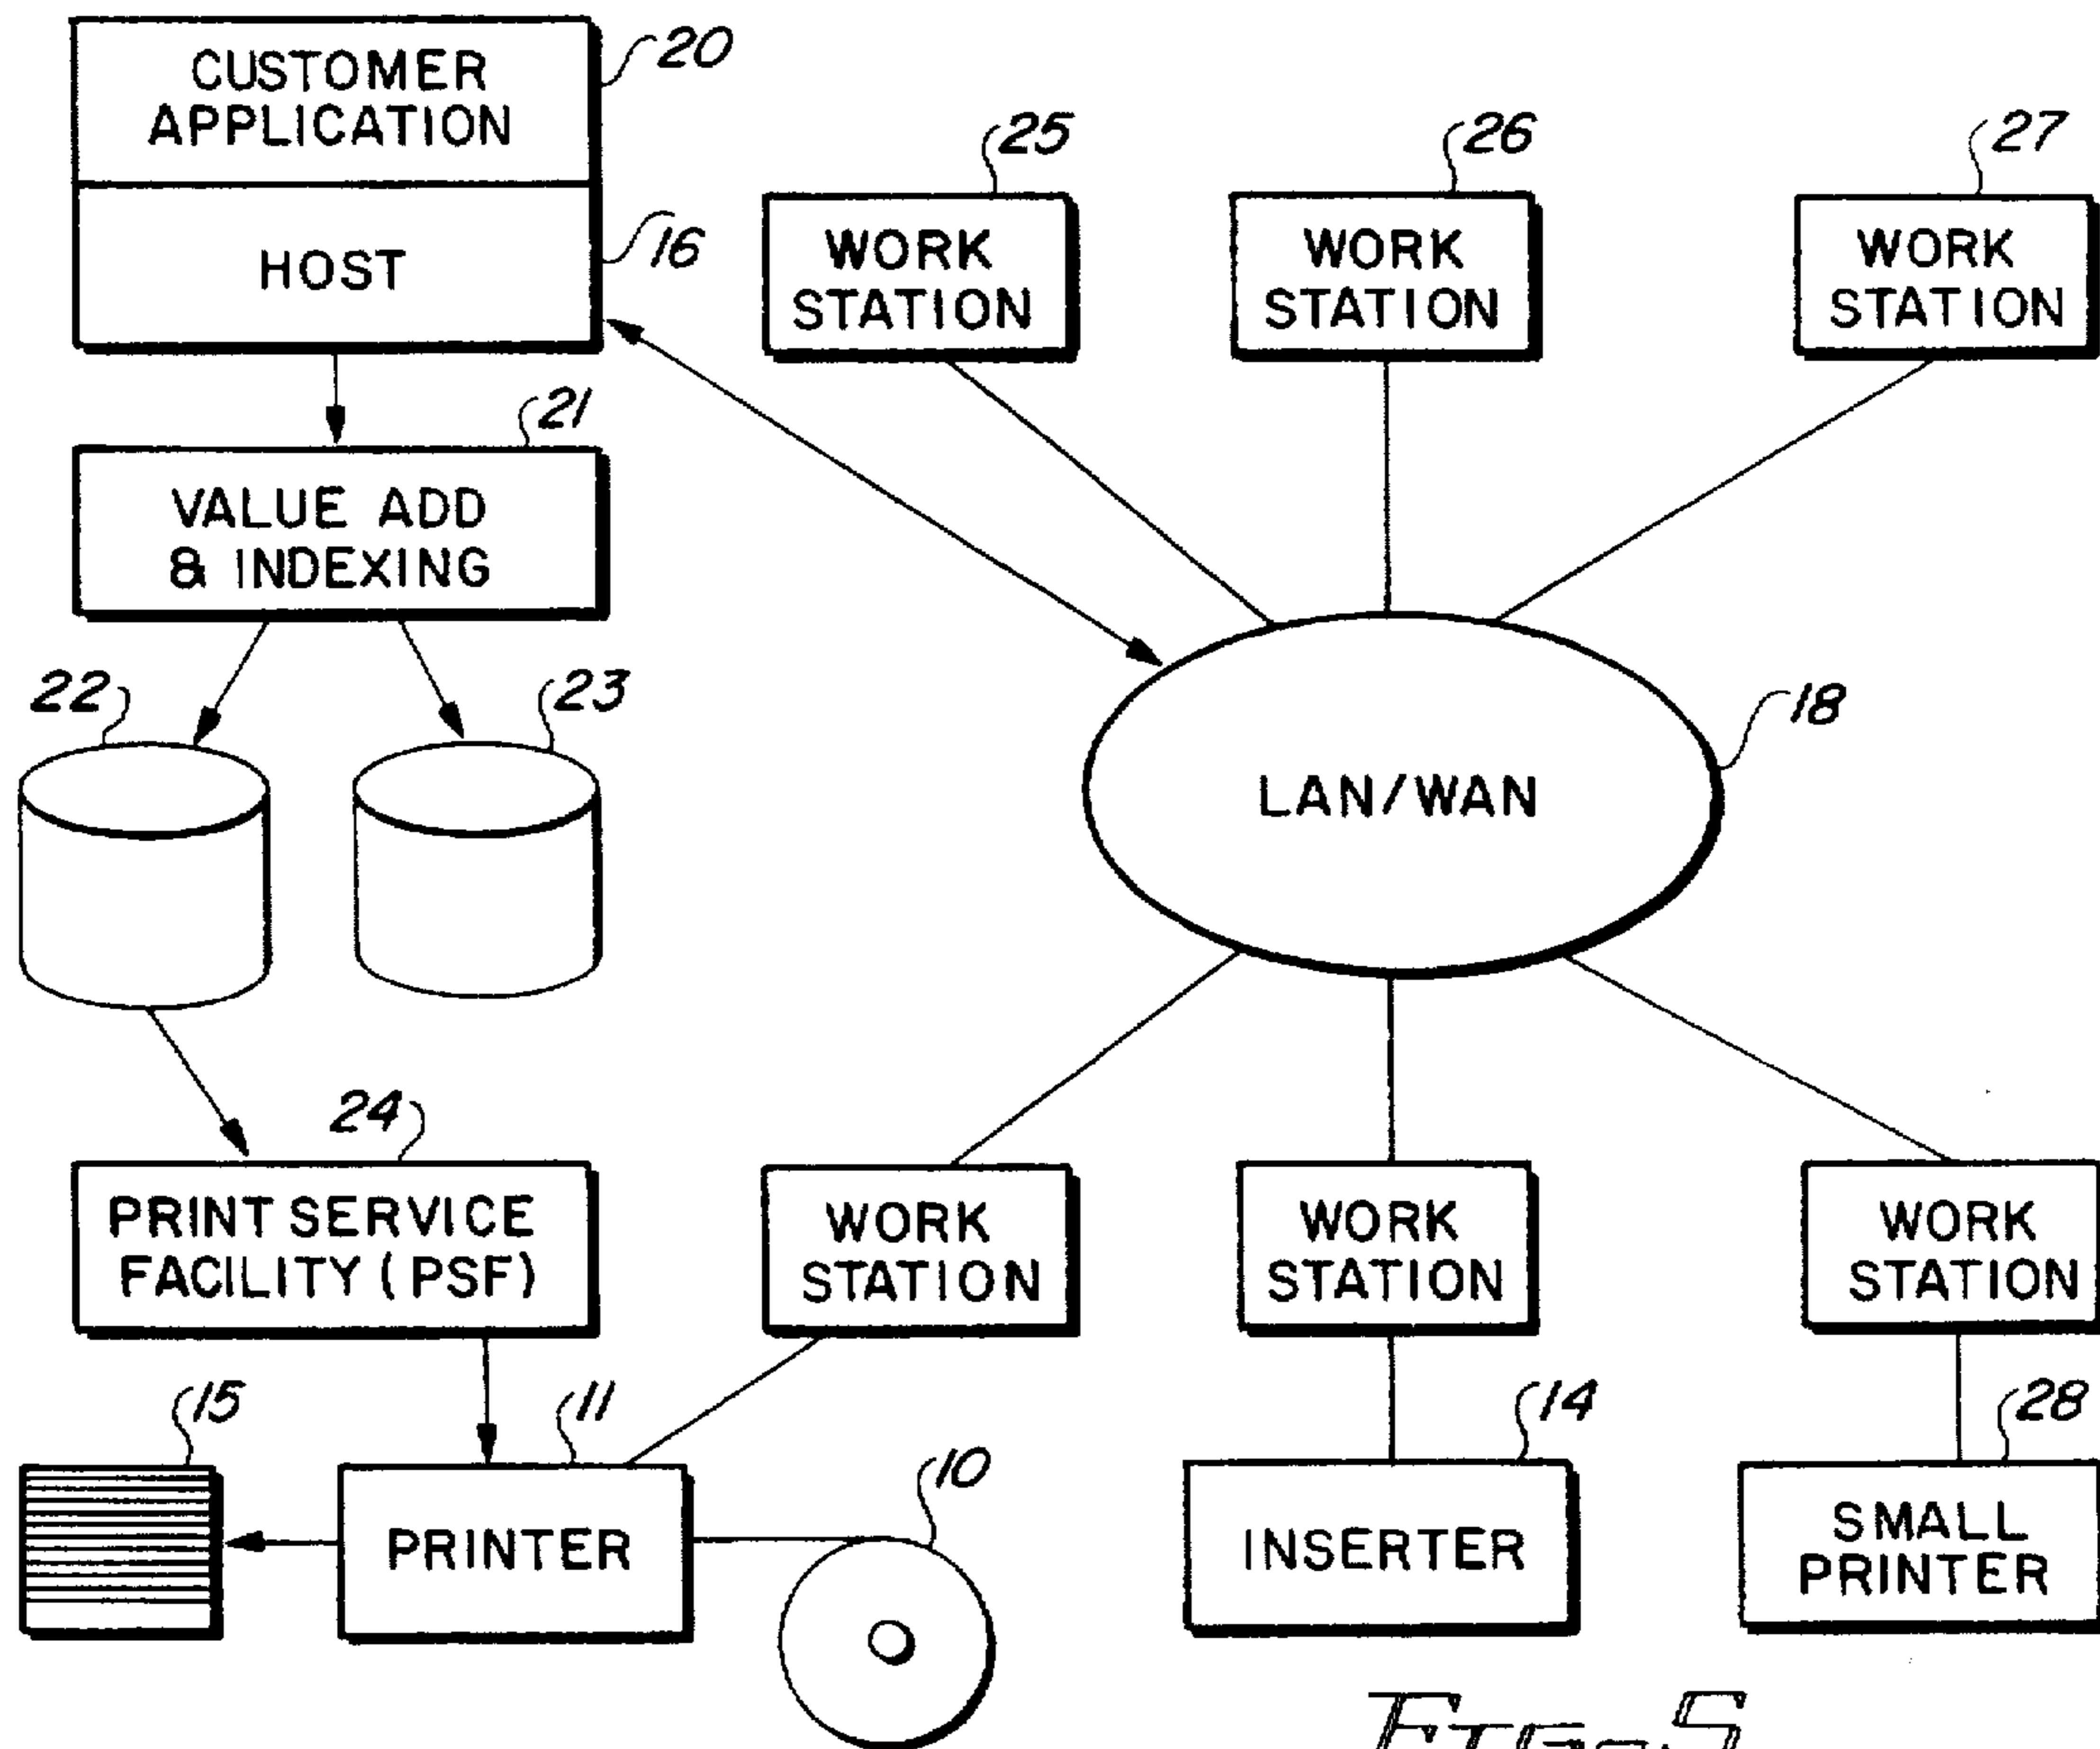 CUSTOMER
APPLICATION
20
HOST
16
25
WORK
STATION
26
WORK
STATION
27
WORK
STATION
21
VALUE ADD
& INDEXING
22
23
LAN/WAN
18
24
PRINT SERVICE
FACILITY (PSF)
WORK
STATION
WORK
STATION
WORK
STATION
15
11
PRINTER
10
14
INSERTER
28
SMALL
PRINTER